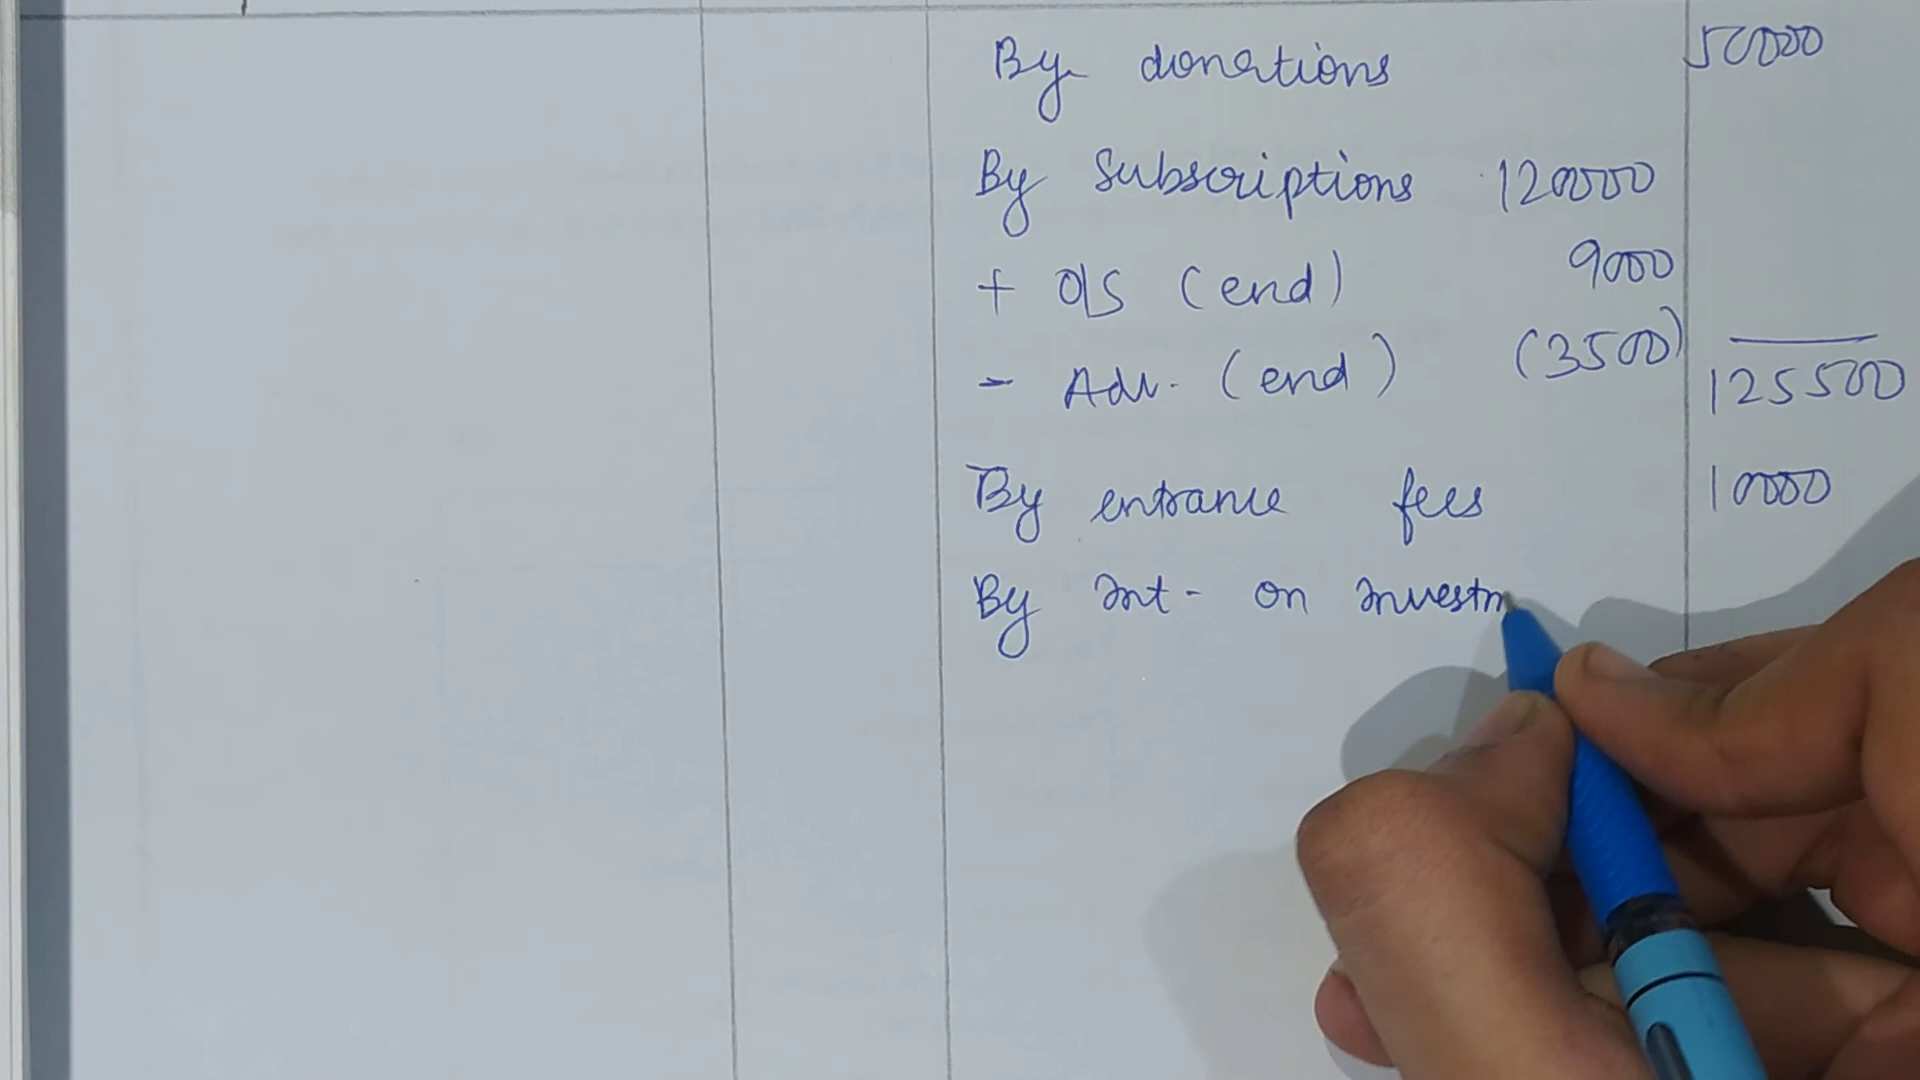 By donations 50000
By Subscriptions 120000
+ O/S (end) 9000
- Adv. (end) (3500) 125500
By entrance fees 10000
By Int- on Investm